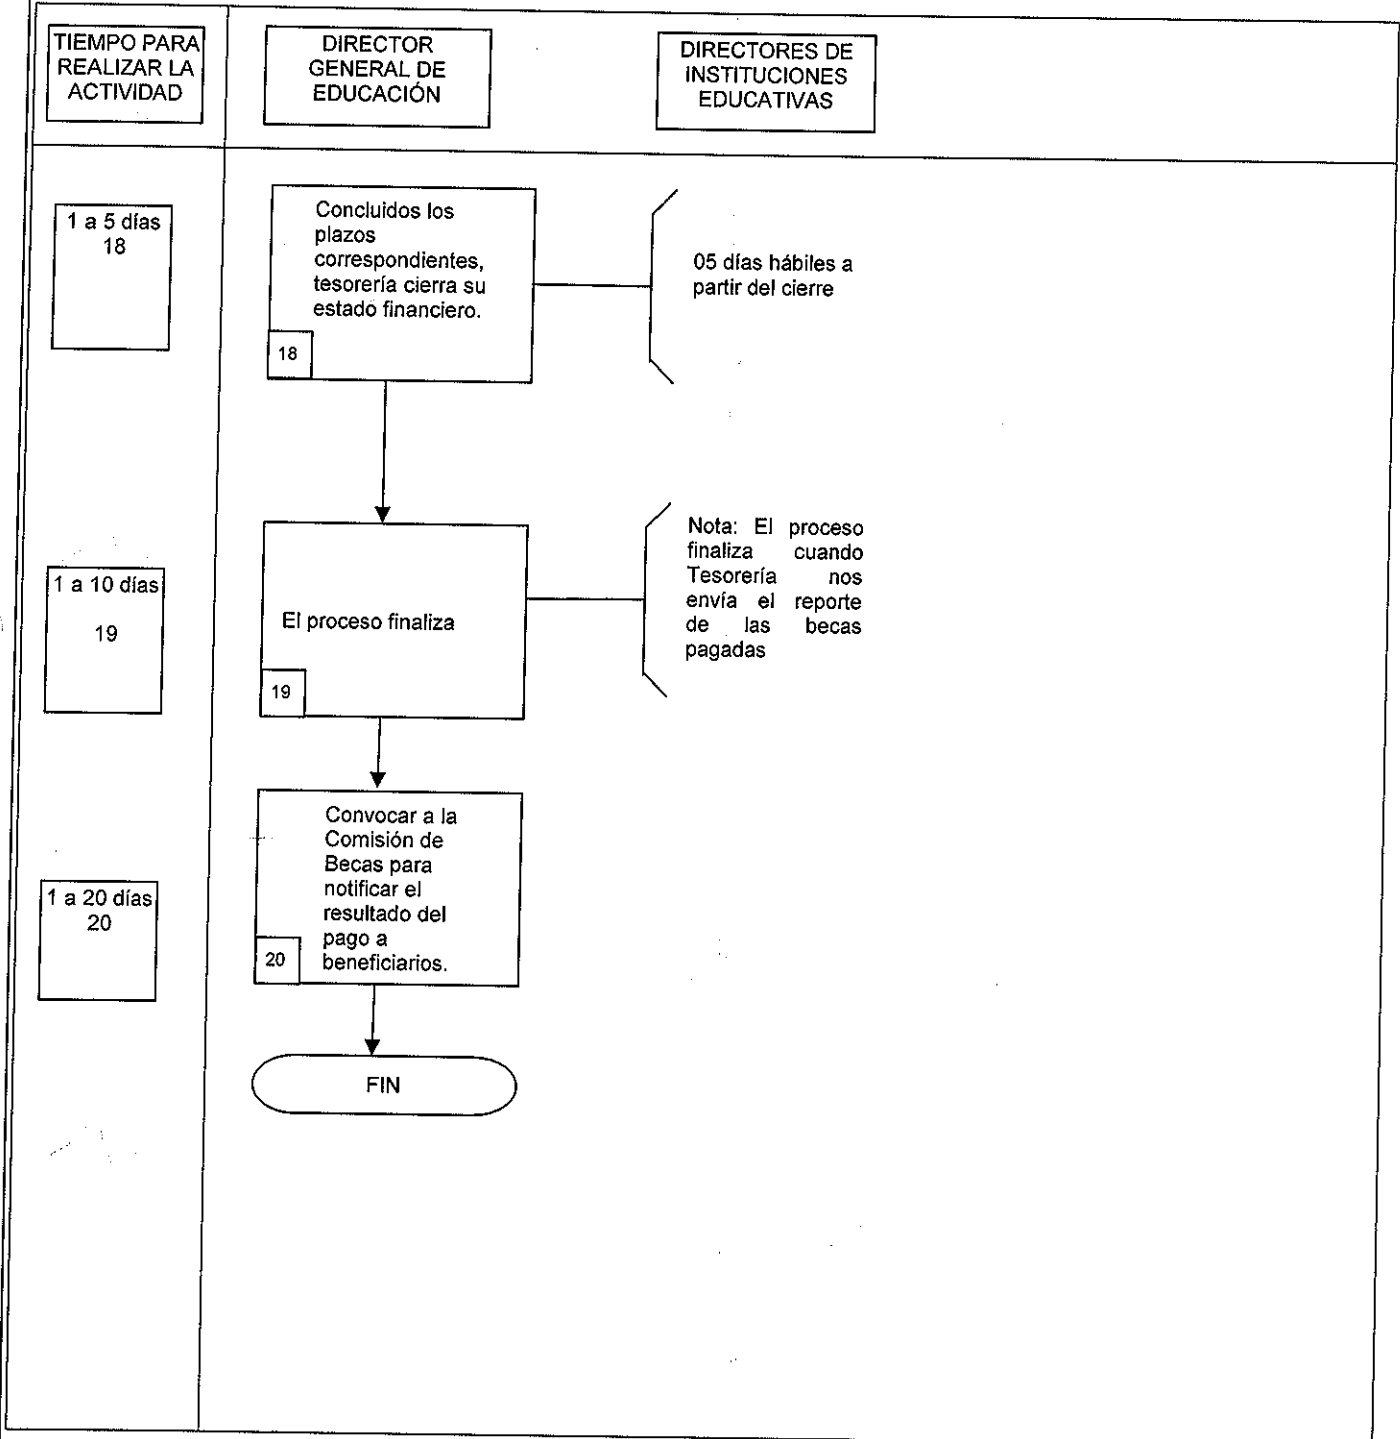 TIEMPO PARA
REALIZAR LA
ACTIVIDAD
DIRECTOR
GENERAL DE
EDUCACIÓN
DIRECTORES DE
INSTITUCIONES
EDUCATIVAS
1 a 5 días
18
Concluidos los
plazos
correspondientes,
tesorería cierra su
estado financiero.
18
05 días hábiles a
partir del cierre
1 a 10 días
19
El proceso finaliza
19
Nota: El proceso
finaliza cuando
Tesorería nos
envía el reporte
de las becas
pagadas
1 a 20 días
20
Convocar a la
Comisión de
Becas para
notificar el
resultado del
pago a
beneficiarios.
20
FIN